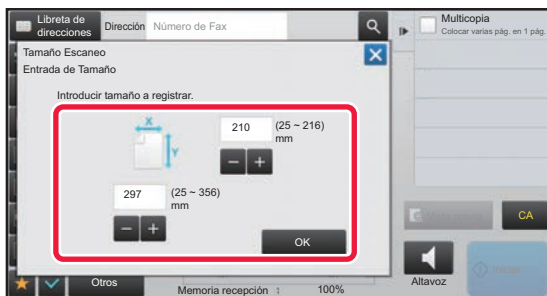 Libreta de
direcciones
Dirección
Número de Fax
Multicopia
Colocar varias pág. en 1 pág.
Tamaño Escaneo
Entrada de Tamaño
Introducir tamaño a registrar.
X
Y
210
(25 ~ 216)
mm
297
(25 ~ 356)
mm
OK
CA
Otros
Memoria recepción :
100%
Altavoz